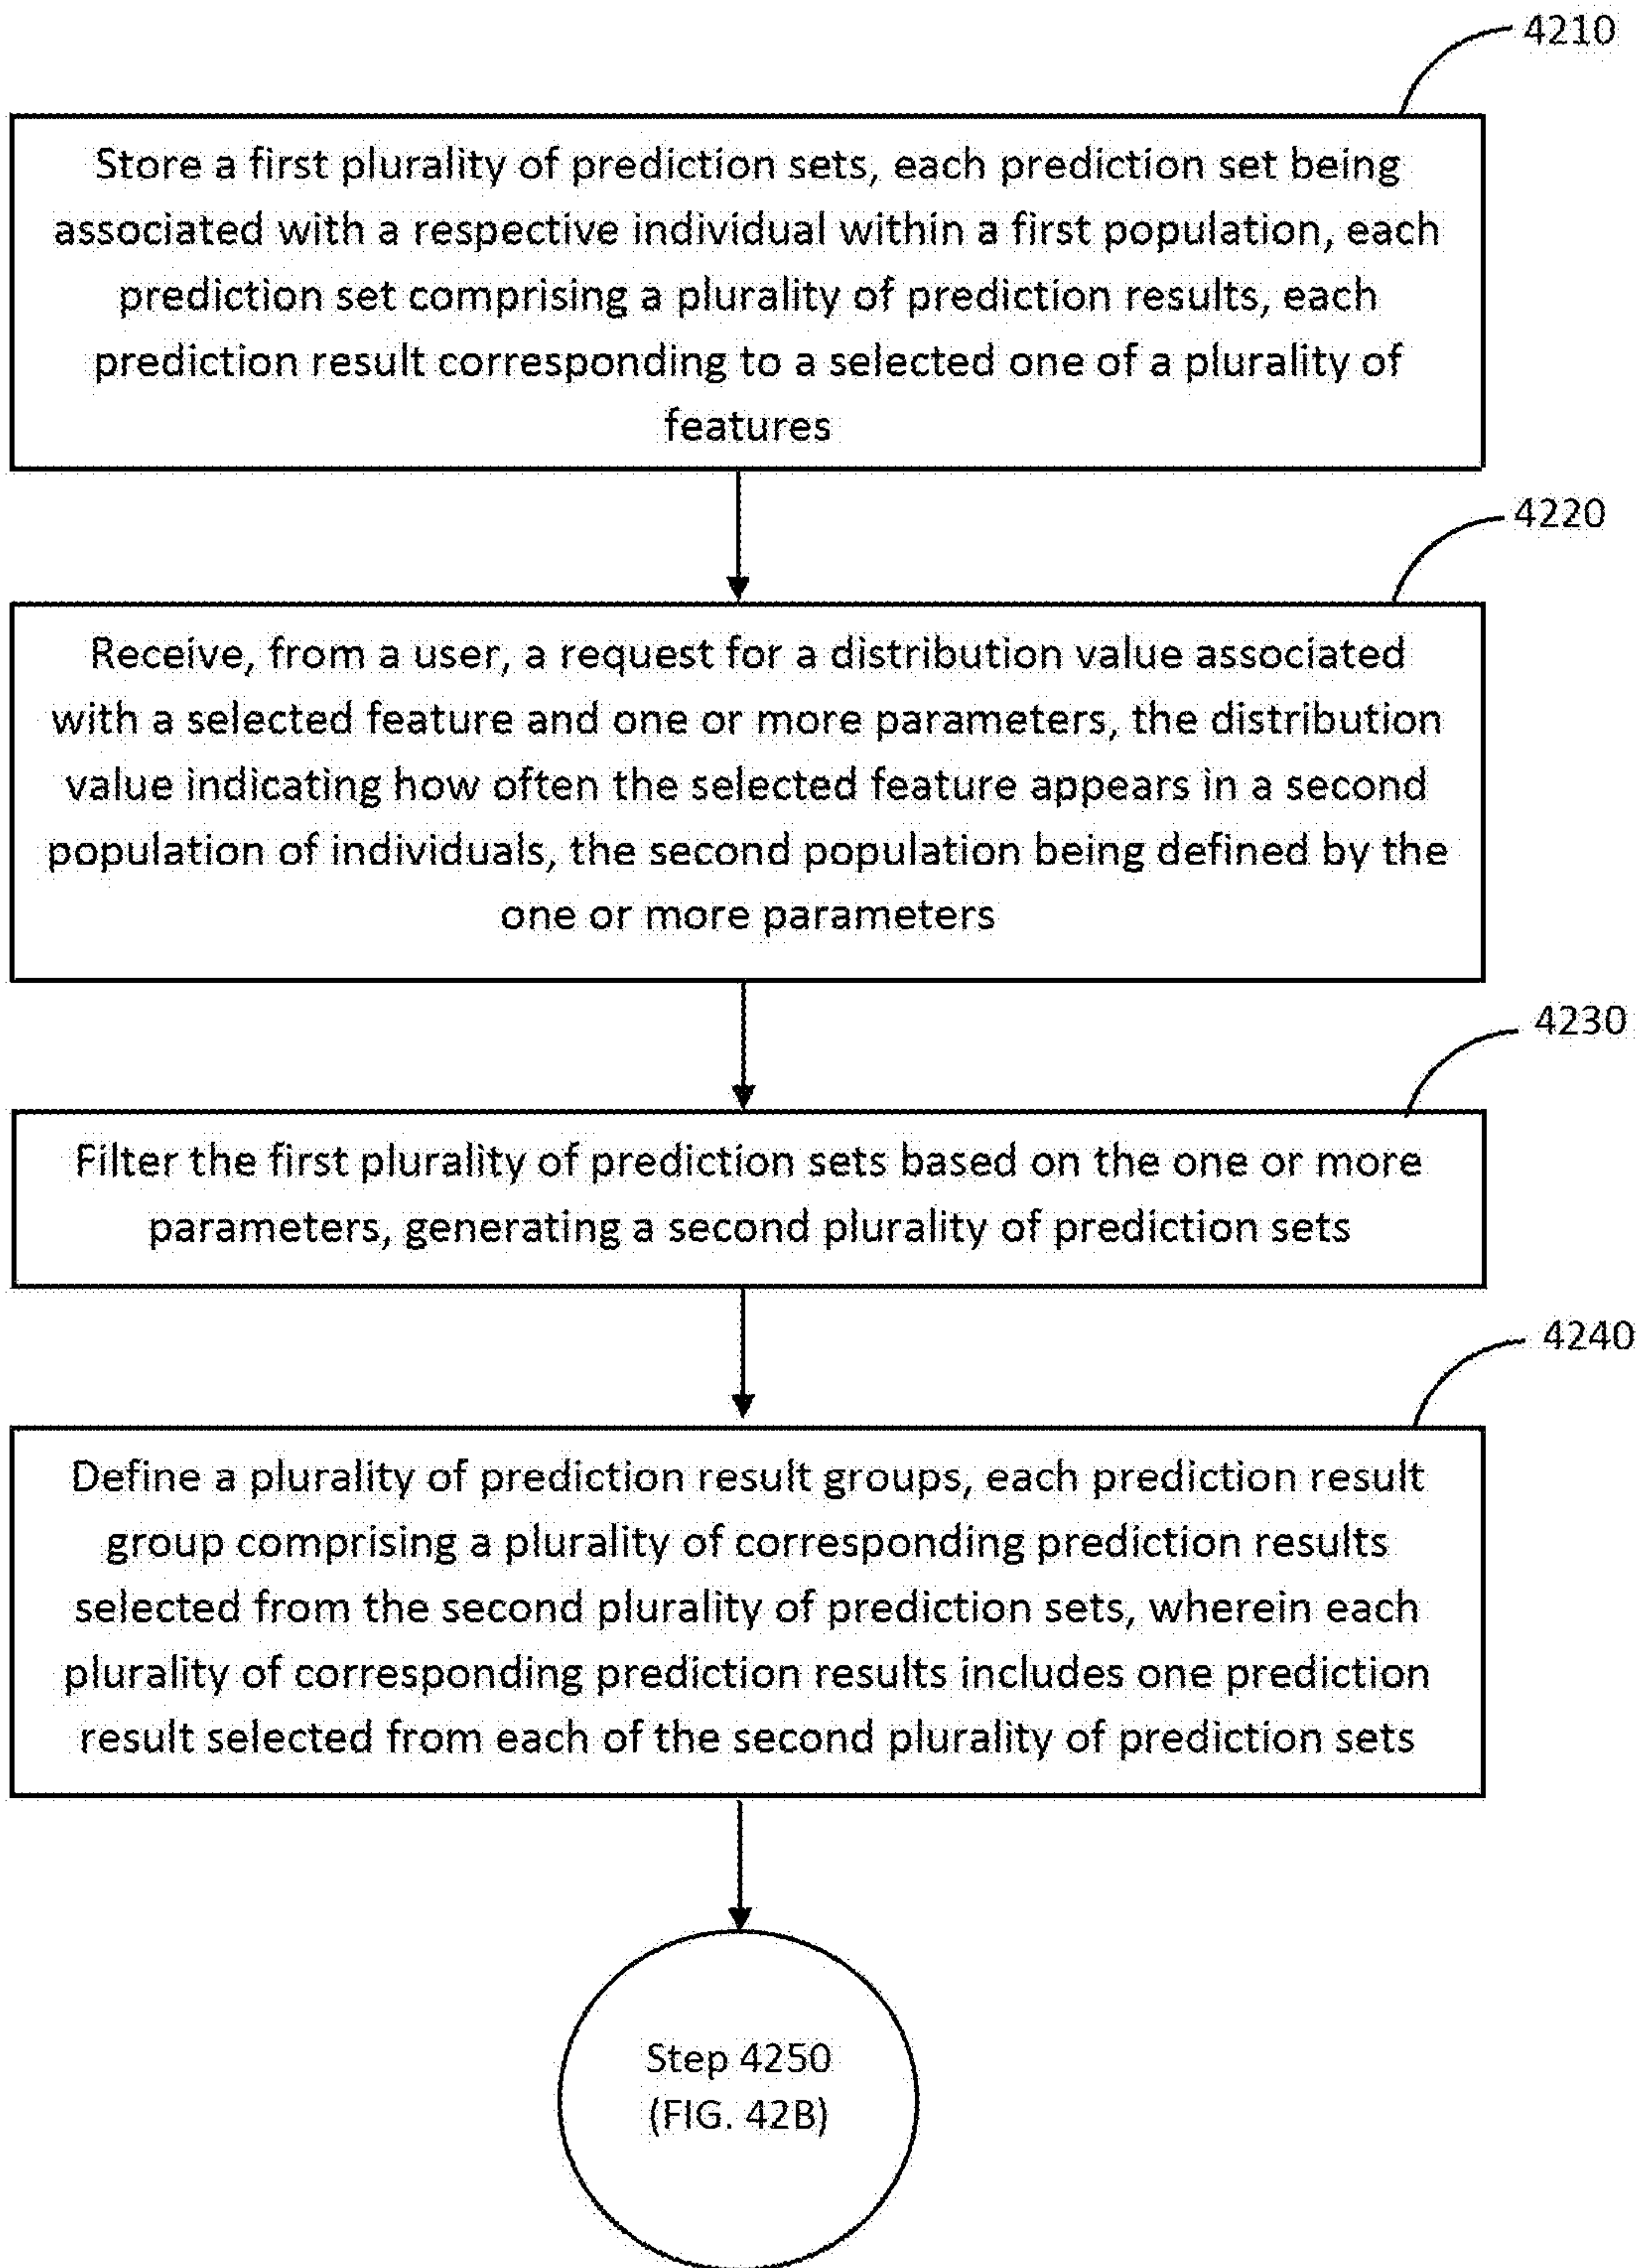 4210
Store a first plurality of prediction sets, each prediction set being
associated with a respective individual within a first population, each
prediction set comprising a plurality of prediction results, each
prediction result corresponding to a selected one of a plurality of
features
4220
Receive, from a user, a request for a distribution value associated
with a selected feature and one or more parameters, the distribution
value indicating how often the selected feature appears in a second
population of individuals, the second population being defined by the
one or more parameters
4230
Filter the first plurality of prediction sets based on the one or more
parameters, generating a second plurality of prediction sets
4240
Define a plurality of prediction result groups, each prediction result
group comprising a plurality of corresponding prediction results
selected from the second plurality of prediction sets, wherein each
plurality of corresponding prediction results includes one prediction
result selected from each of the second plurality of prediction sets
Step 4250
(FIG. 42B)